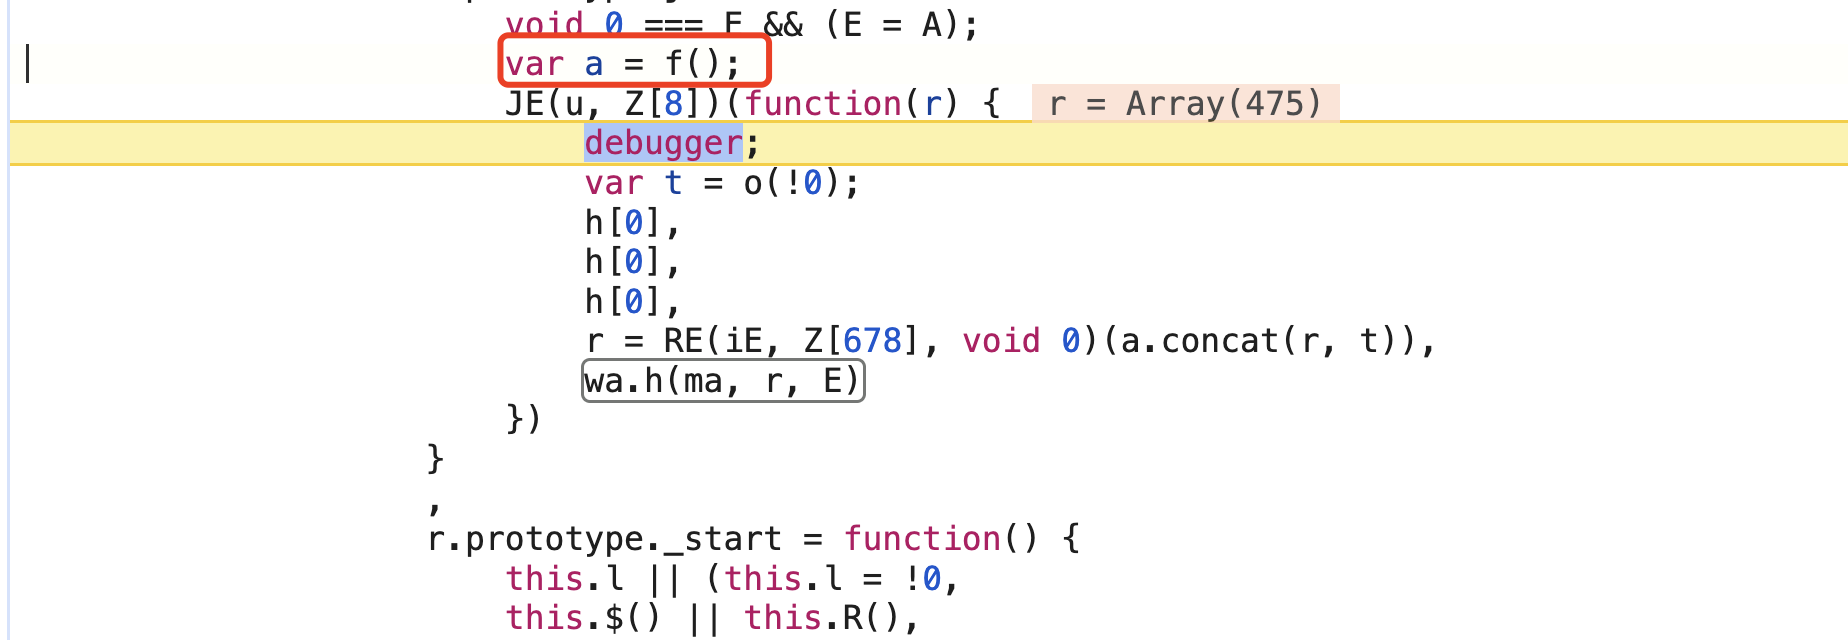 void 0 === F && (E = A);
var a = f();
JE(u, Z[8])(function(r) { r = Array(475)
debugger;
var t = o(!0);
h[0],
h[0],
h[0],
r = RE(iE, Z[678], void 0)(a.concat(r, t)),
wa.h(ma, r, E)
})
}
,
r.prototype._start = function() {
this.l || (this.l = !0,
this.$() || this.R(),